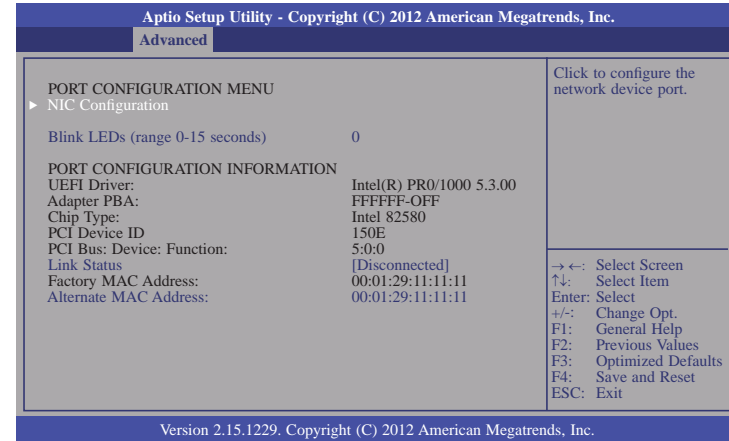 Aptio Setup Utility - Copyright (C) 2012 American Megatrends, Inc.
Advanced
PORT CONFIGURATION MENU
► NIC Configuration
Blink LEDs (range 0-15 seconds) 0
PORT CONFIGURATION INFORMATION
UEFI Driver: Intel(R) PR0/1000 5.3.00
Adapter PBA: FFFFFF-OFF
Chip Type: Intel 82580
PCI Device ID 150E
PCI Bus: Device: Function: 5:0:0
Link Status [Disconnected]
Factory MAC Address: 00:01:29:11:11:11
Alternate MAC Address: 00:01:29:11:11:11
Click to configure the
network device port.
→←: Select Screen
↑↓: Select Item
Enter: Select
+/-: Change Opt.
F1: General Help
F2: Previous Values
F3: Optimized Defaults
F4: Save and Reset
ESC: Exit
Version 2.15.1229. Copyright (C) 2012 American Megatrends, Inc.